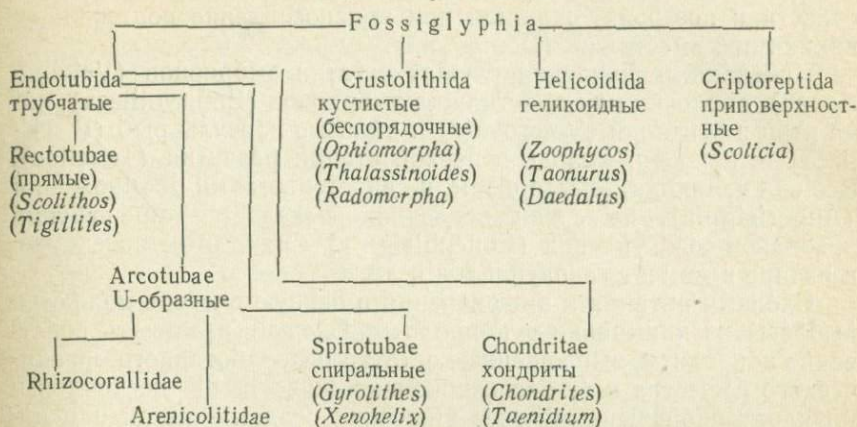 Fossiglyphia
Endotubida
трубчатые
Crustolithida
кустистые
(беспорядочные)
(Ophiomorpha)
(Thalassinoides)
(Radomorpha)
Helicoidida
геликоидные
(Zoophycos)
(Taonurus)
(Daedalus)
Criptoreptida
приповерхност-
ные
(Scolicia)
Rectotubae
(прямые)
(Scolithos)
(Tigillites)
Arcotubae
U-образные
Rhizocorallidae
Arenicolitidae
Spirotubae
спиральные
(Gyrolithes)
(Xenohelix)
Chondritae
хондриты
(Chondrites)
(Taenidium)